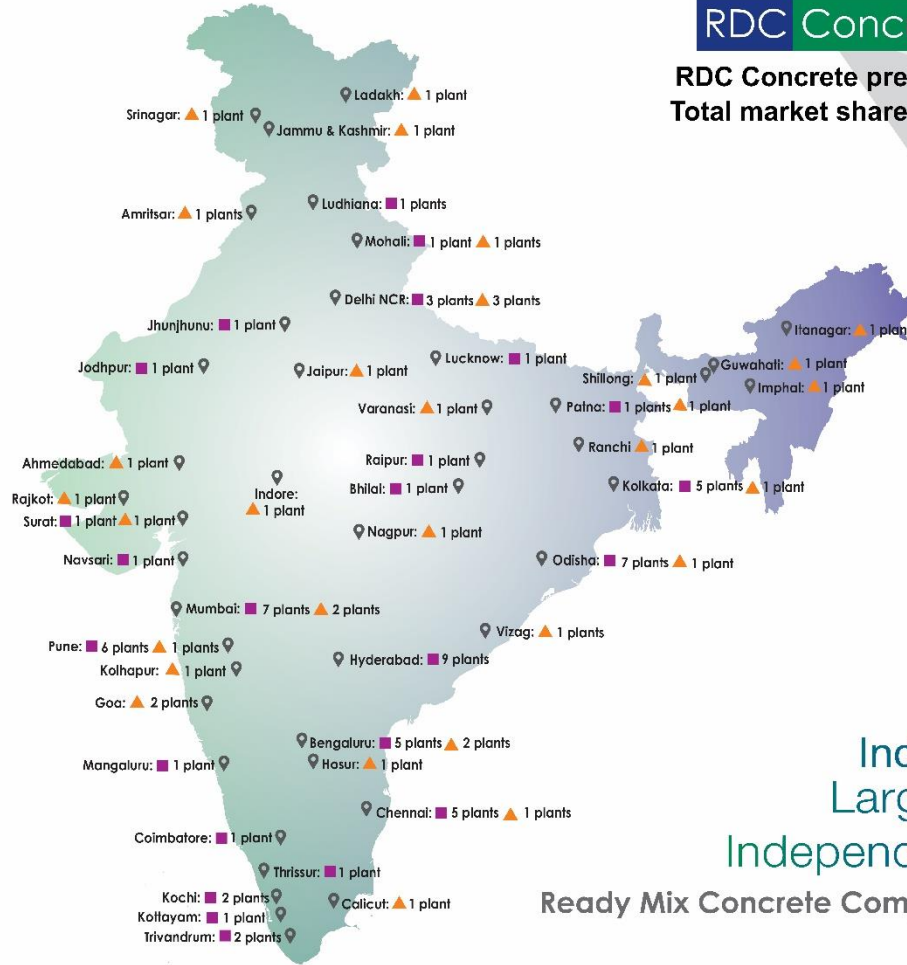 RDC Conc
RDC Concrete pre
Total market share
Ladakh: 1 plant
Srinagar: 1 plant
Jammu & Kashmir: 1 plant
Ludhiana: 1 plants
Amritsar: 1 plants
Mohali: 1 plant 1 plants
Delhi NCR: 3 plants 3 plants
Jhunjhunu: 1 plant
Itanagar: 1 plan
Lucknow: 1 plant
Jodhpur: 1 plant
Jaipur: 1 plant
Guwahati: 1 plant
Shillong: 1 plant
Imphal: 1 plant
Varanasi: 1 plant
Patna: 1 plants 1 plant
Ranchi 1 plant
Ahmedabad: 1 plant
Raipur: 1 plant
Bhilai: 1 plant
Kolkata: 5 plants 1 plant
Indore:
1 plant
Rajkot: 1 plant
Surat: 1 plant 1 plant
Nagpur: 1 plant
Navsari: 1 plant
Odisha: 7 plants 1 plant
Mumbai: 7 plants 2 plants
Vizag: 1 plants
Pune: 6 plants 1 plants
Hyderabad: 9 plants
Kolhapur: 1 plant
Goa: 2 plants
Bengaluru: 5 plants 2 plants
Mangaluru: 1 plant
Hosur: 1 plant
Chennai: 5 plants 1 plants
Coimbatore: 1 plant
Thrissur: 1 plant
Kochi: 2 plants
Calicut: 1 plant
Kottayam: 1 plant
Trivandrum: 2 plants
Ind
Larg
Independ
Ready Mix Concrete Com